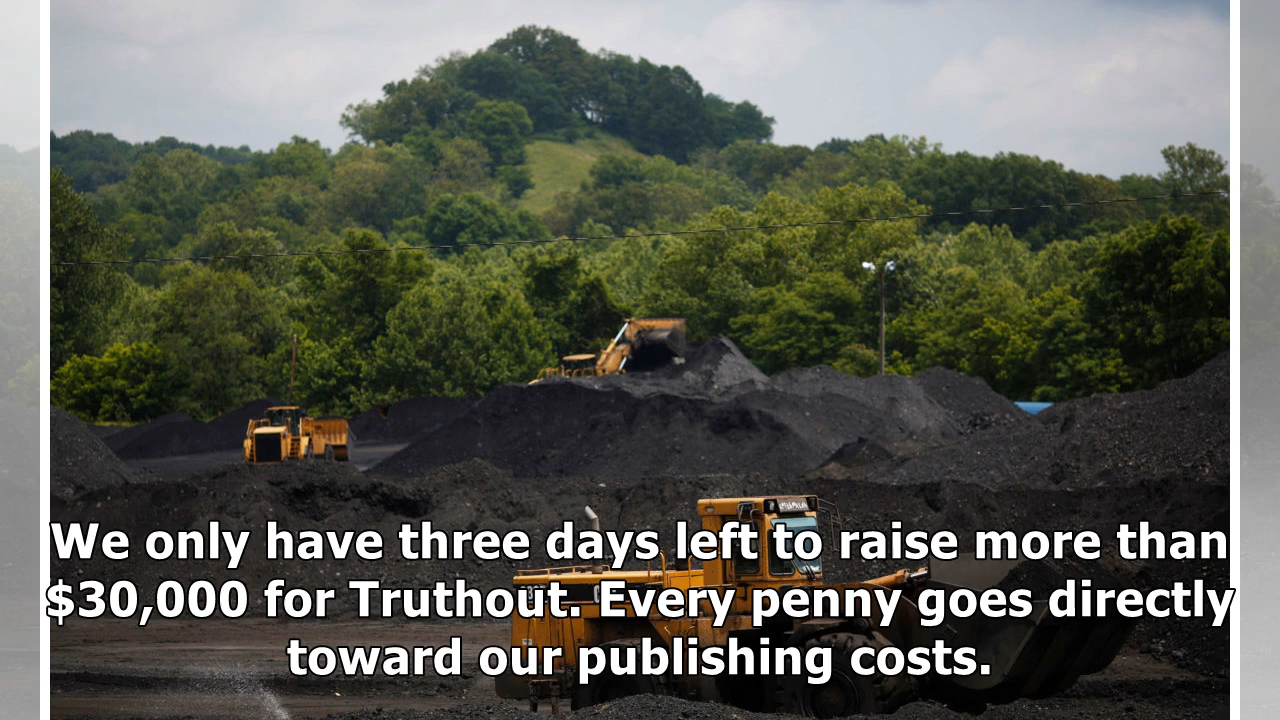 We only have three days left to raise more than
$30,000 for Truthout. Every penny goes directly
toward our publishing costs.